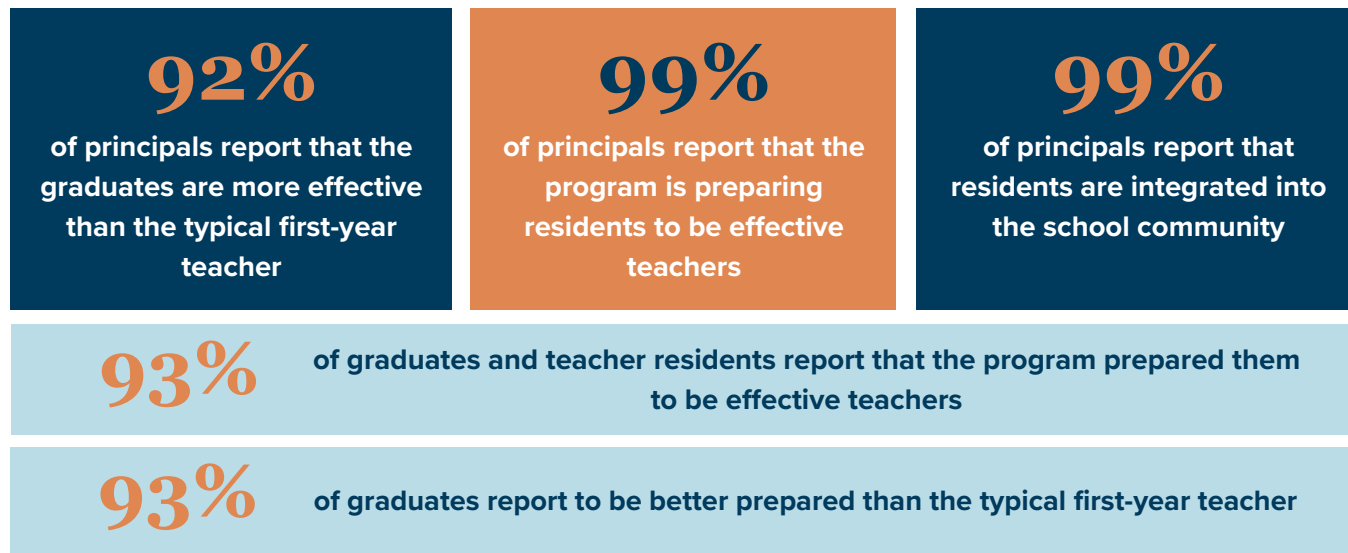 92%
of principals report that the
graduates are more effective
than the typical first-year
teacher
99%
of principals report that the
program is preparing
residents to be effective
teachers
99%
of principals report that
residents are integrated into
the school community
93%
of graduates and teacher residents report that the program prepared them
to be effective teachers
93%
of graduates report to be better prepared than the typical first-year teacher